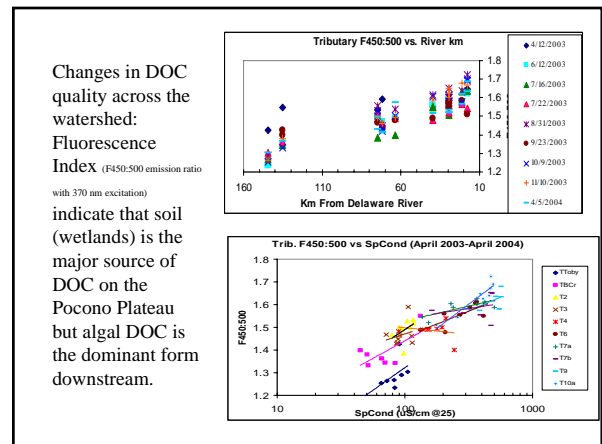 Changes in DOC
quality across the
watershed:
Fluorescence
Index (F450:500 emission ratio
with 370 nm excitation)
indicate that soil
(wetlands) is the
major source of
DOC on the
Pocono Plateau
but algal DOC is
the dominant form
downstream.
Tributary F450:500 vs. River km
1.8
1.7
1.6
1.5
1.4
1.3
1.2
160 110 60 10
Km From Delaware River
4/12/2003
6/12/2003
7/16/2003
7/22/2003
8/31/2003
9/23/2003
10/9/2003
11/10/2003
4/5/2004
Trib. F450:500 vs SpCond (April 2003-April 2004)
F450:500
1.8
1.7
1.6
1.5
1.4
1.3
1.2
10 100 1000
SpCond (uS/cm @25)
TToby
TBCr
T2
T3
T4
T6
T7a
T7b
T9
T10a